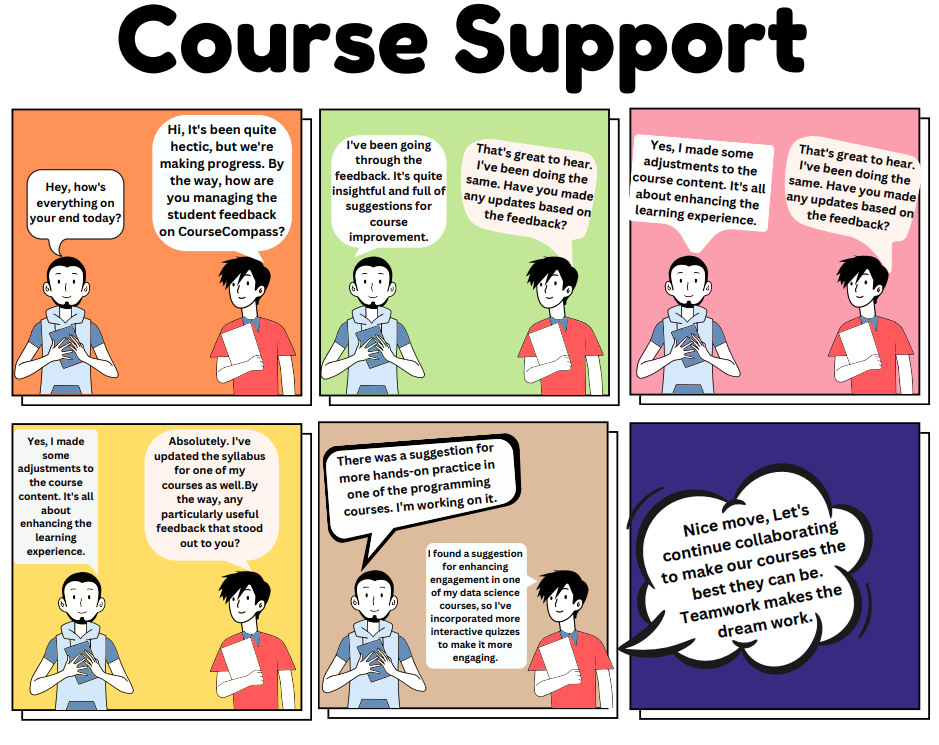 Course Support
Hey, how's
everything on
your end today?
Hi, It's been quite
hectic, but we're
making progress. By
the way, how are
you managing the
student feedback
on CourseCompass?
I've been going
through the
feedback. It's quite
insightful and full of
suggestions for
course
improvement.
That's great to hear.
I've been doing the
same. Have you made
any updates based on
the feedback?
Yes, I made some
adjustments to the
course content. It's all
about enhancing the
learning experience.
That's great to hear.
I've been doing the
same. Have you made
any updates based on
the feedback?
Yes, I made
some
adjustments to
the course
content. It's all
about
enhancing the
learning
experience.
Absolutely. I've
updated the syllabus
for one of my
courses as well.By
the way, any
particularly useful
feedback that stood
out to you?
There was a suggestion for
more hands-on practice in
one of the programming
courses. I'm working on it.
I found a suggestion
for enhancing
engagement in one
of my data science
courses, so I've
incorporated more
interactive quizzes
to make it more
engaging.
Nice move, Let's
continue collaborating
to make our courses the
best they can be.
Teamwork makes the
dream work.